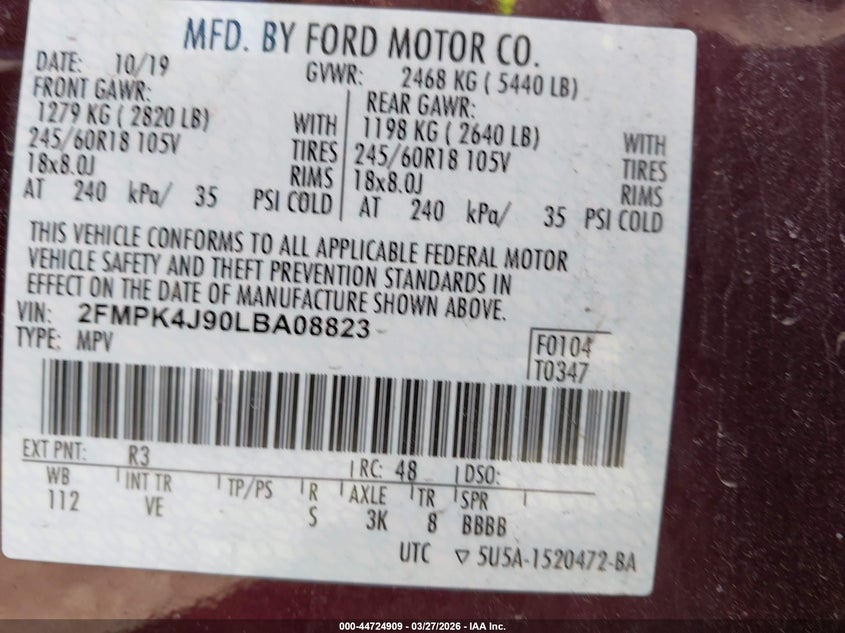 MFD. BY FORD MOTOR CO.
DATE: 10/19 GVWR: 2468 KG ( 5440 LB)
FRONT GAWR: REAR GAWR:
1279 KG ( 2820 LB) WITH 1198 KG ( 2640 LB) WITH
245/60R18 105V TIRES 245/60R18 105V TIRES
18x8.0J RIMS 18x8.0J RIMS
AT 240 kPa/ 35 PSI COLD AT 240 kPa/ 35 PSI COLD
THIS VEHICLE CONFORMS TO ALL APPLICABLE FEDERAL MOTOR
VEHICLE SAFETY AND THEFT PREVENTION STANDARDS IN
EFFECT ON THE DATE OF MANUFACTURE SHOWN ABOVE.
VIN: 2FMPK4J90LBA08823
TYPE: MPV F0104
T0347
EXT PNT: R3 RC: 48 DSO:
WB INT TR TP/PS R AXLE TR SPR
112 VE S 3K 8 BBBB
UTC ▽ 5U5A-1520472-BA
000-44724909 — 03/27/2026 — IAA Inc.